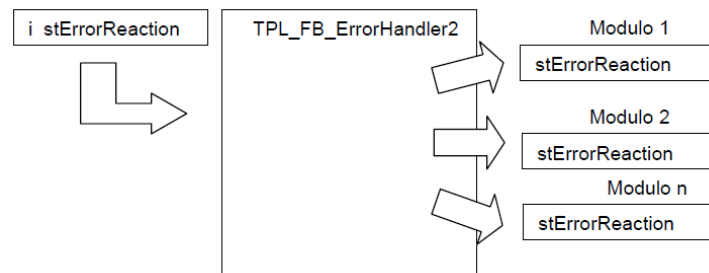 i stErrorReaction
TPL_FB_ErrorHandler2
Modulo 1
stErrorReaction
Modulo 2
stErrorReaction
Modulo n
stErrorReaction